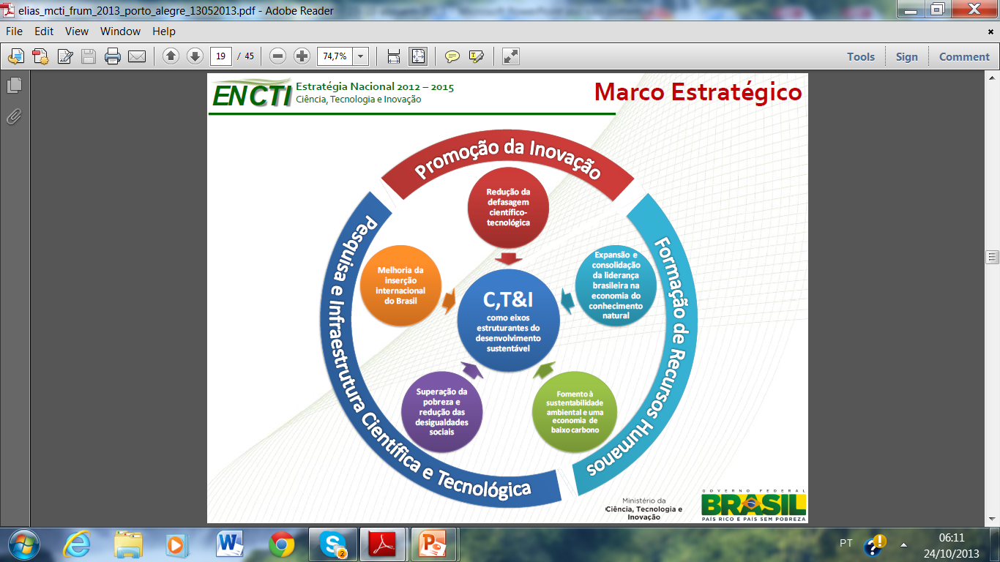 elias_mcti_frum_2013_porto_alegre_13052013.pdf - Adobe Reader
File Edit View Window Help
19 / 45
74,7%
Tools Sign Comment
ENCTI
Estratégia Nacional 2012 – 2015
Ciência, Tecnologia e Inovação
Marco Estratégico
Promoção da Inovação
Redução da
defasagem
científico-
tecnológica
Pesquisa e Infraestrutura Científica e Tecnológica
Formação de Recursos Humanos
Melhoria da
inserção
internacional
do Brasil
C,T&I
como eixos
estruturantes do
desenvolvimento
sustentável
Expansão e
consolidação
da liderança
brasileira na
economia do
conhecimento
natural
Superação da
pobreza e
redução das
desigualdades
sociais
Fomento à
sustentabilidade
ambiental e uma
economia de
baixo carbono
Ministério da
Ciência, Tecnologia e
Inovação
GOVERNO FEDERAL
BRASIL
PAÍS RICO É PAÍS SEM POBREZA
2
PT
06:11
24/10/2013